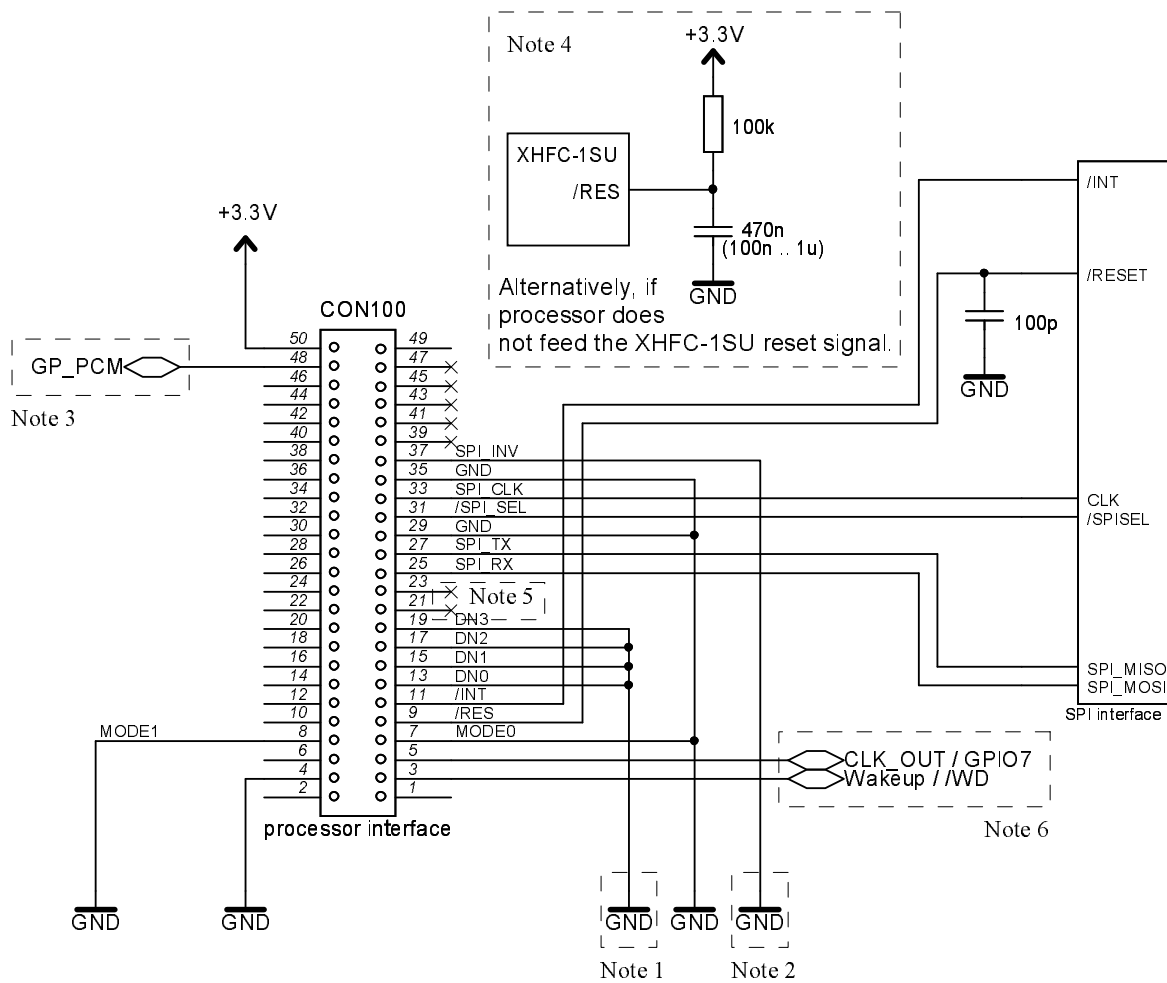 Note 4
+3.3V
100k
XHFC-1SU
/RES
470n
(100n .. 1u)
GND
Alternatively, if
processor does
not feed the XHFC-1SU reset signal.
/INT
/RESET
100p
GND
CLK
/SPISEL
SPI_MISO
SPI_MOSI
SPI interface
+3.3V
CON100
GP_PCM
Note 3
50 49
48 47
46 45
44 43
42 41
40 39
38 37 SPI_INV
36 35 GND
34 33 SPI_CLK
32 31 /SPI_SEL
30 29 GND
28 27 SPI_TX
26 25 SPI_RX
24 23
22 21 Note 5
20 19 DN3
18 17 DN2
16 15 DN1
14 13 DN0
12 11 /INT
10 9 /RES
MODE1 8 7 MODE0
6 5 CLK_OUT / GPIO7
4 3 Wakeup / /WD
2 1
processor interface
Note 6
GND
GND
GND
GND
GND
Note 1
Note 2